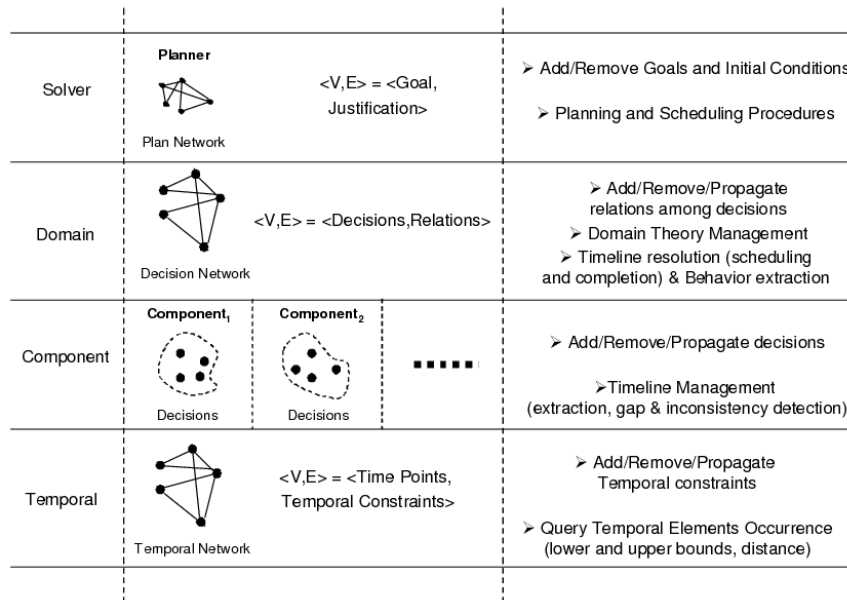 Solver
Planner
Plan Network
<V,E> = <Goal,
Justification>
➢ Add/Remove Goals and Initial Conditions
➢ Planning and Scheduling Procedures
Domain
Decision Network
<V,E> = <Decisions,Relations>
➢ Add/Remove/Propagate
relations among decisions
➢ Domain Theory Management
➢ Timeline resolution (scheduling
and completion) & Behavior extraction
Component
Component1
Decisions
Component2
Decisions
➢ Add/Remove/Propagate decisions
➢Timeline Management
(extraction, gap & inconsistency detection)
Temporal
Temporal Network
<V,E> = <Time Points,
Temporal Constraints>
➢ Add/Remove/Propagate
Temporal constraints
➢ Query Temporal Elements Occurrence
(lower and upper bounds, distance)